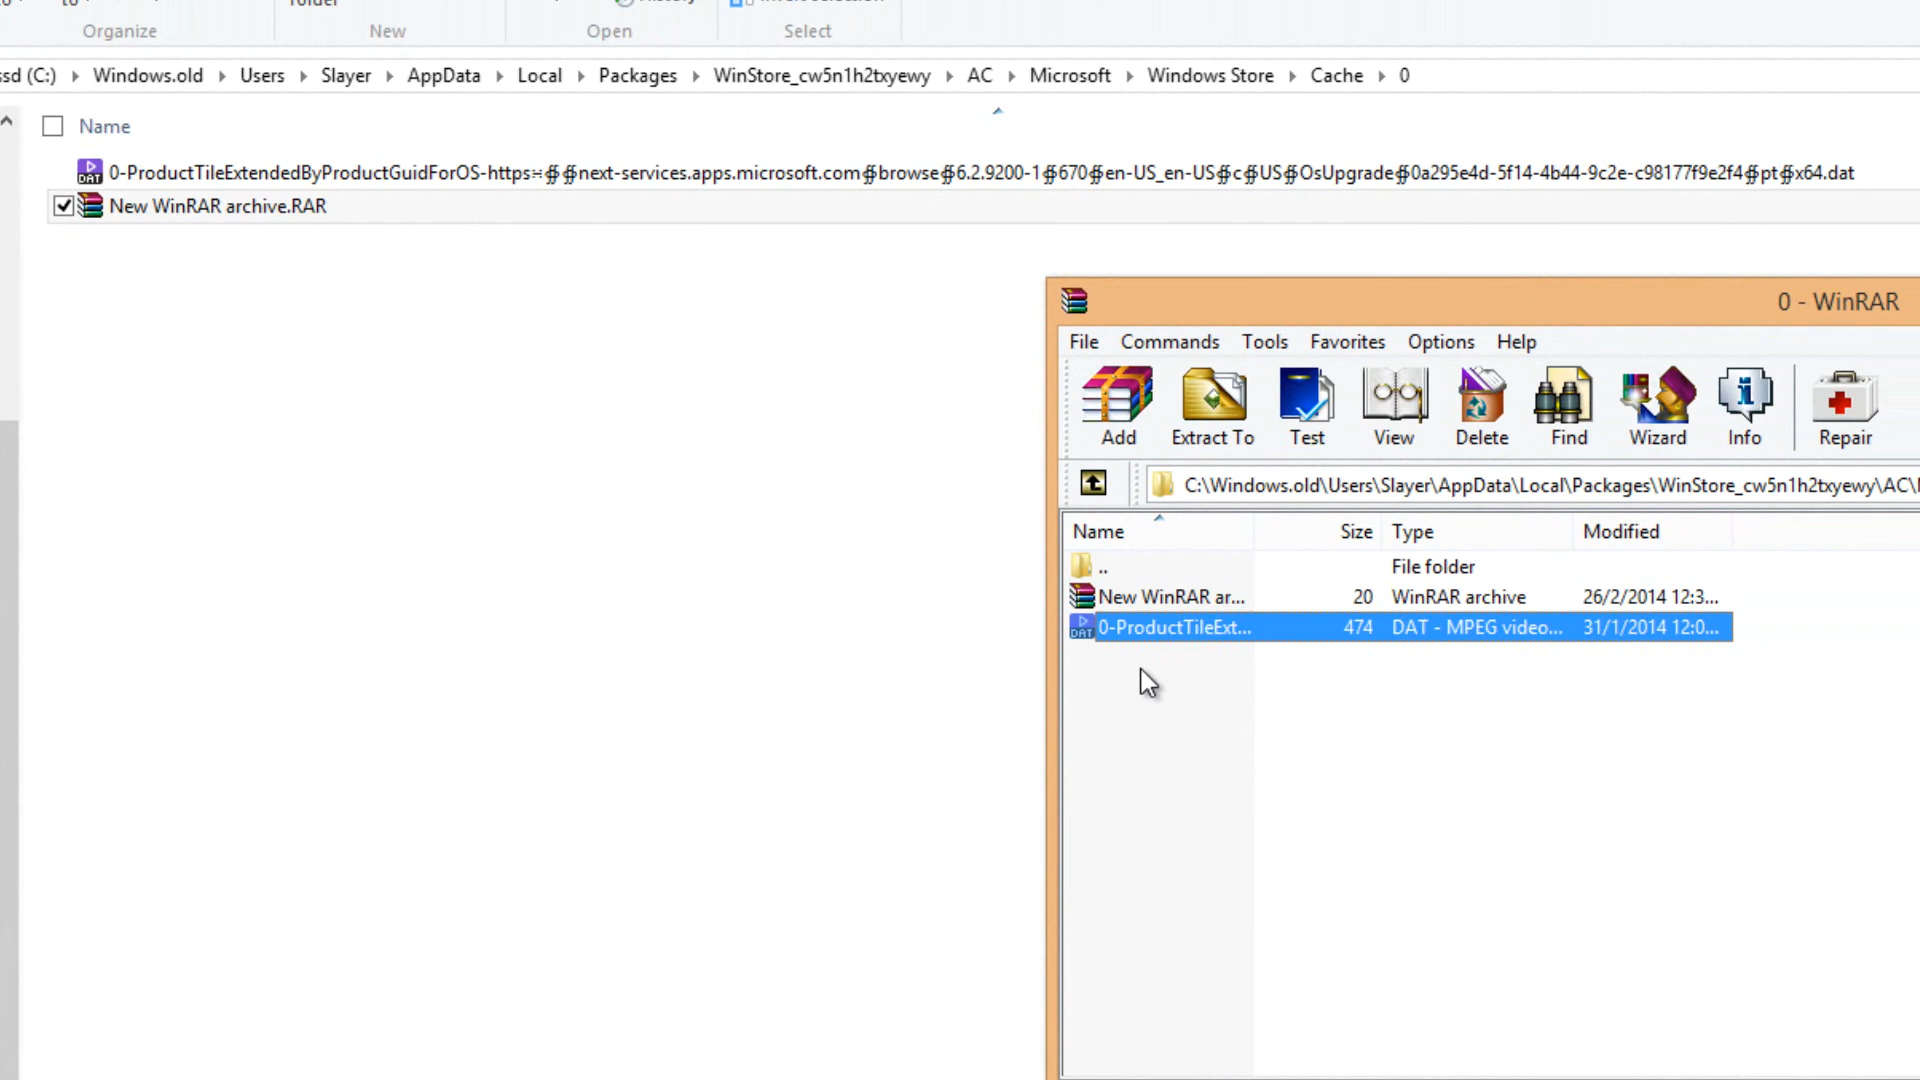 Organize New Open Select
ssd (C:) Windows.old Users Slayer AppData Local Packages WinStore_cw5n1h2txyewy AC Microsoft Windows Store Cache 0
Name
0-ProductTileExtendedByProductGuidForOS-https∺∯∯next-services.apps.microsoft.com∯browse∯6.2.9200-1∯670∯en-US_en-US∯c∯US∯OsUpgrade∯0a295e4d-5f14-4b44-9c2e-c98177f9e2f4∯pt∯x64.dat
New WinRAR archive.RAR
0 - WinRAR
File Commands Tools Favorites Options Help
Add Extract To Test View Delete Find Wizard Info Repair
C:\Windows.old\Users\Slayer\AppData\Local\Packages\WinStore_cw5n1h2txyewy\AC\
Name Size Type Modified
.. File folder
New WinRAR ar... 20 WinRAR archive 26/2/2014 12:3...
0-ProductTileExt... 474 DAT - MPEG video... 31/1/2014 12:0...